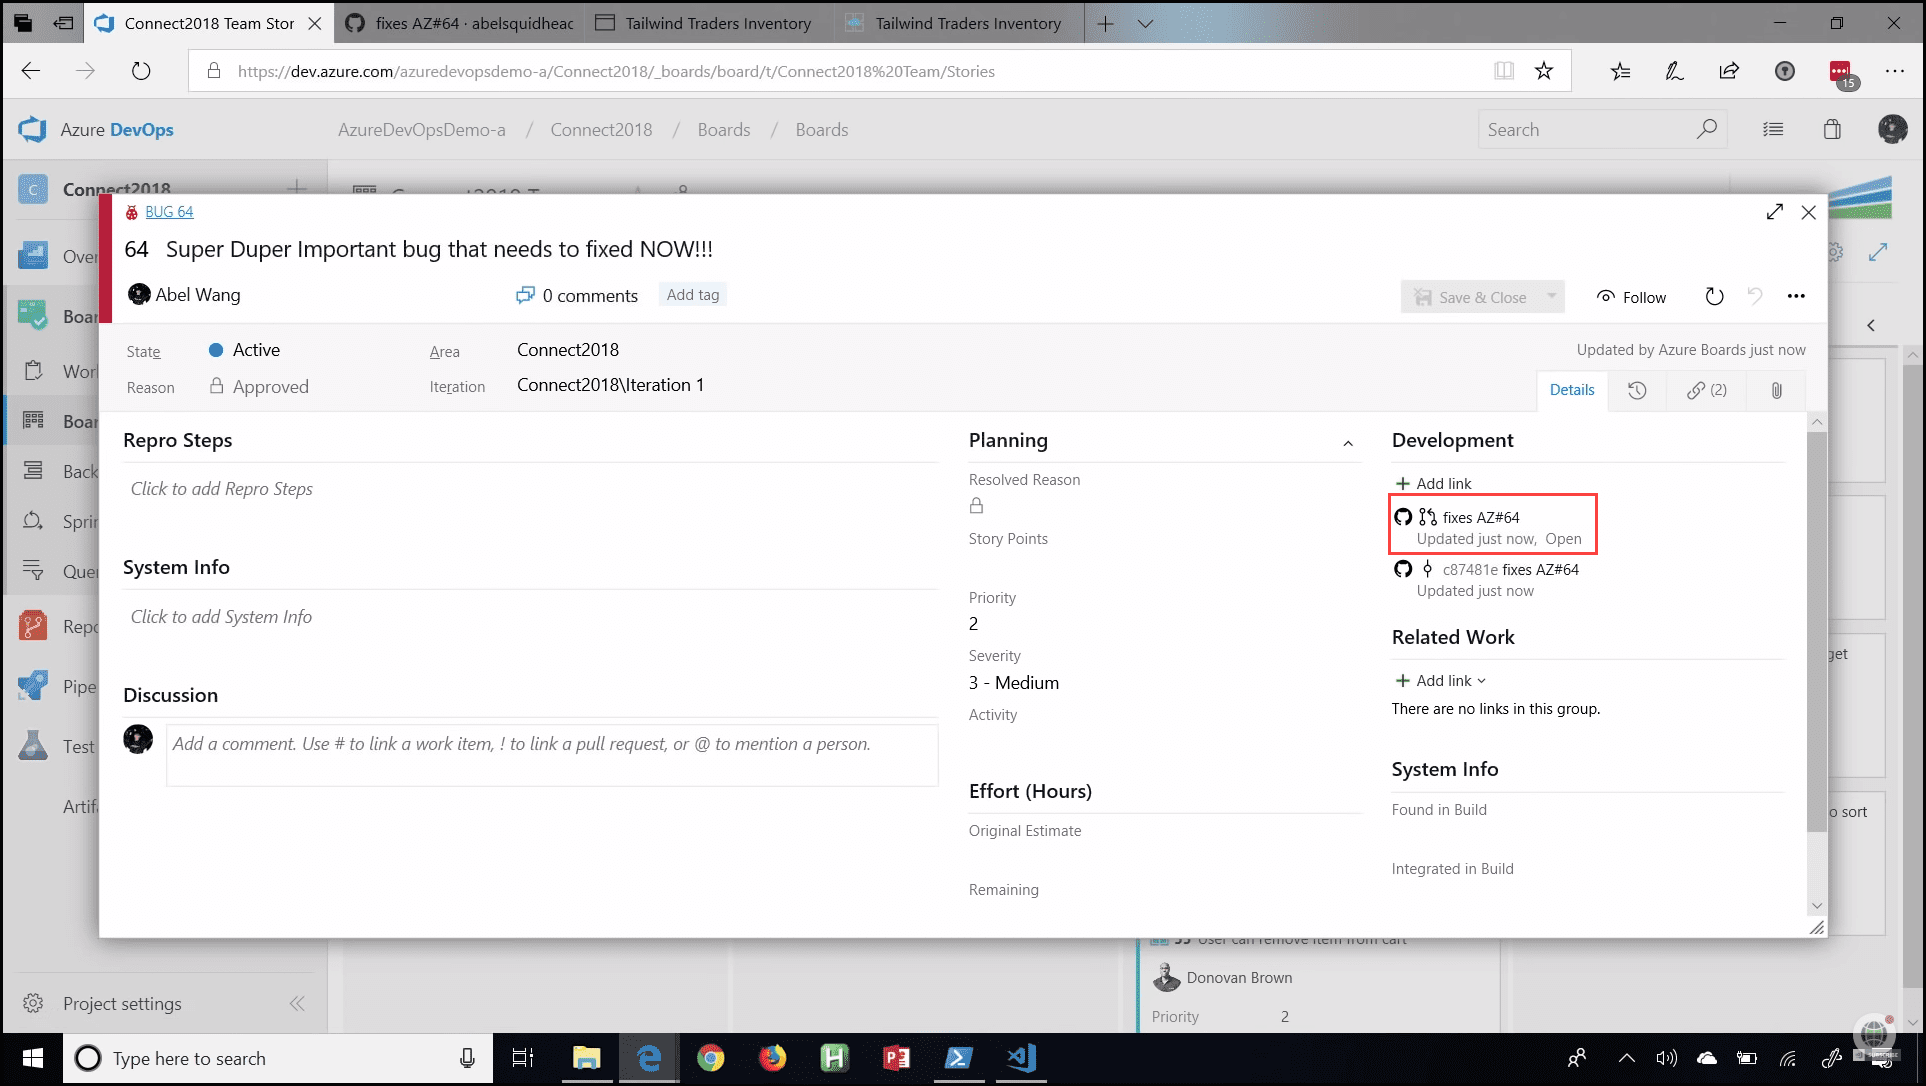 Connect2018 Team Stor
fixes AZ#64 · abelsquidheac
Tailwind Traders Inventory
Tailwind Traders Inventory
https://dev.azure.com/azuredevopsdemo-a/Connect2018/_boards/board/t/Connect2018%20Team/Stories
15
Azure DevOps
AzureDevOpsDemo-a / Connect2018 / Boards / Boards
Search
C Connect2018
Over
Boar
Worl
Boar
Back
Sprin
Quer
Repo
Pipe
Test
Artifa
Project settings
BUG 64
64 Super Duper Important bug that needs to fixed NOW!!!
Abel Wang
0 comments
Add tag
Save & Close
Follow
State
Active
Area
Connect2018
Updated by Azure Boards just now
Reason
Approved
Iteration
Connect2018\Iteration 1
Details
(2)
Repro Steps
Click to add Repro Steps
System Info
Click to add System Info
Discussion
Add a comment. Use # to link a work item, ! to link a pull request, or @ to mention a person.
Planning
Resolved Reason
Story Points
Priority
2
Severity
3 - Medium
Activity
Effort (Hours)
Original Estimate
Remaining
Development
Add link
fixes AZ#64
Updated just now, Open
c87481e fixes AZ#64
Updated just now
Related Work
Add link
There are no links in this group.
System Info
Found in Build
Integrated in Build
get
o sort
User can remove item from cart
Donovan Brown
Priority 2
Type here to search
SUBSCRIBE